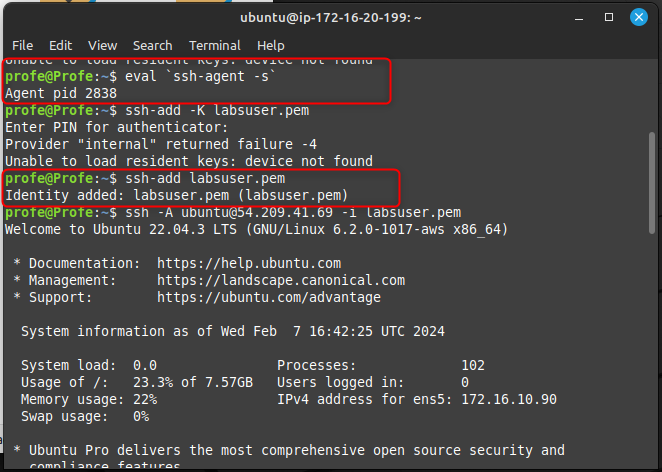 ubuntu@ip-172-16-20-199: ~
File Edit View Search Terminal Help
Unable to load resident keys: device not found
profe@Profe:~$ eval `ssh-agent -s`
Agent pid 2838
profe@Profe:~$ ssh-add -K labsuser.pem
Enter PIN for authenticator:
Provider "internal" returned failure -4
Unable to load resident keys: device not found
profe@Profe:~$ ssh-add labsuser.pem
Identity added: labsuser.pem (labsuser.pem)
profe@Profe:~$ ssh -A ubuntu@54.209.41.69 -i labsuser.pem
Welcome to Ubuntu 22.04.3 LTS (GNU/Linux 6.2.0-1017-aws x86_64)
* Documentation: https://help.ubuntu.com
* Management: https://landscape.canonical.com
* Support: https://ubuntu.com/advantage
System information as of Wed Feb 7 16:42:25 UTC 2024
System load: 0.0 Processes: 102
Usage of /: 23.3% of 7.57GB Users logged in: 0
Memory usage: 22% IPv4 address for ens5: 172.16.10.90
Swap usage: 0%
* Ubuntu Pro delivers the most comprehensive open source security and
compliance features